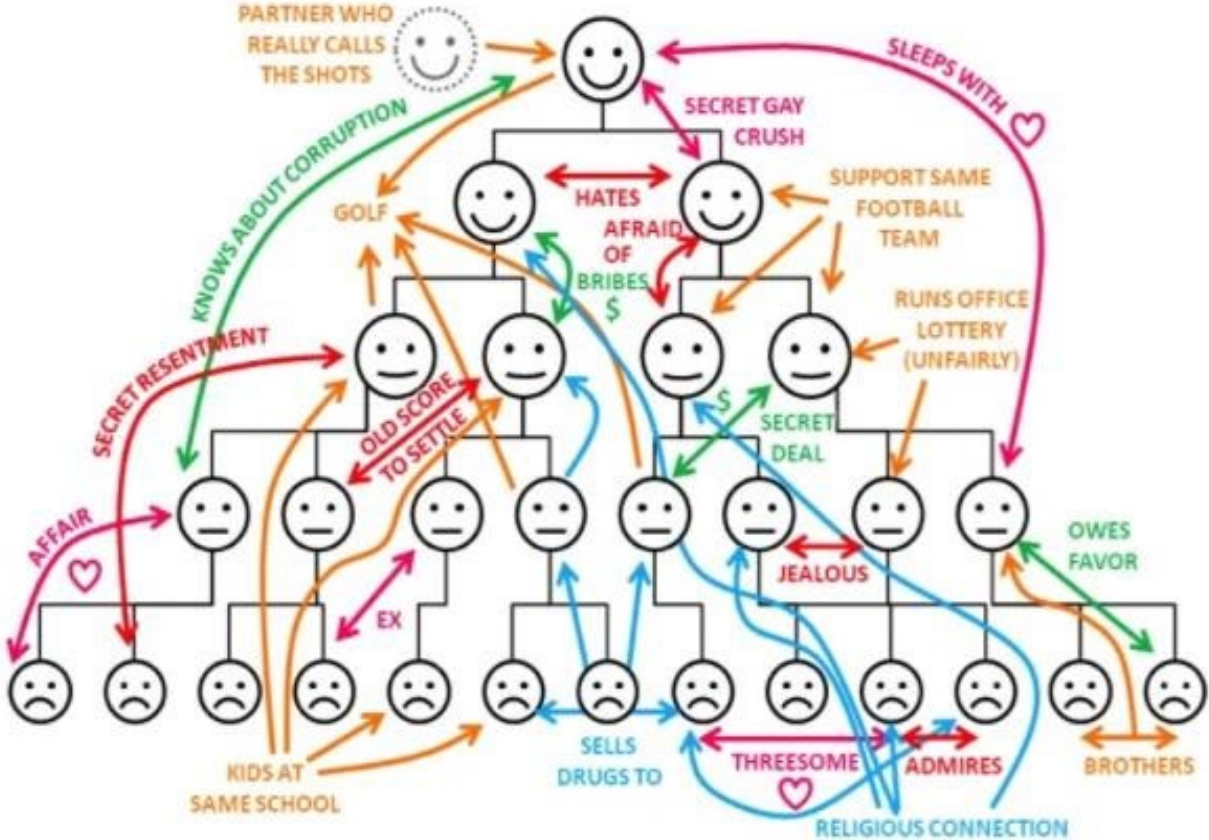 PARTNER WHO
REALLY CALLS
THE SHOTS
SLEEPS WITH
SECRET GAY
CRUSH
KNOWS ABOUT CORRUPTION
HATES
SUPPORT SAME
FOOTBALL
TEAM
GOLF
AFRAID
OF
BRIBES
$
RUNS OFFICE
LOTTERY
(UNFAIRLY)
SECRET RESENTMENT
OLD SCORE
TO SETTLE
$
SECRET
DEAL
AFFAIR
OWES
FAVOR
JEALOUS
EX
KIDS AT
SAME SCHOOL
SELLS
DRUGS TO
THREESOME
ADMIRES
BROTHERS
RELIGIOUS CONNECTION